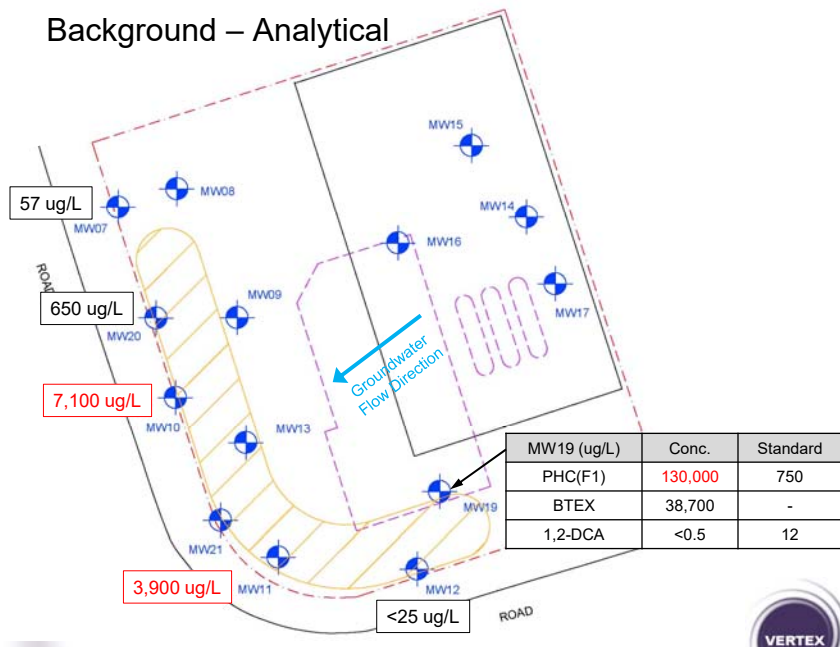 Background – Analytical
MW15
MW08
57 ug/L
MW07
MW14
MW16
ROAD
MW09
MW17
650 ug/L
MW20
Groundwater
Flow Direction
7,100 ug/L
MW10
MW13
MW19 (ug/L) Conc. Standard
PHC(F1) 130,000 750
BTEX 38,700 -
1,2-DCA <0.5 12
MW19
MW21
3,900 ug/L
MW11
MW12
<25 ug/L
ROAD
VERTEX